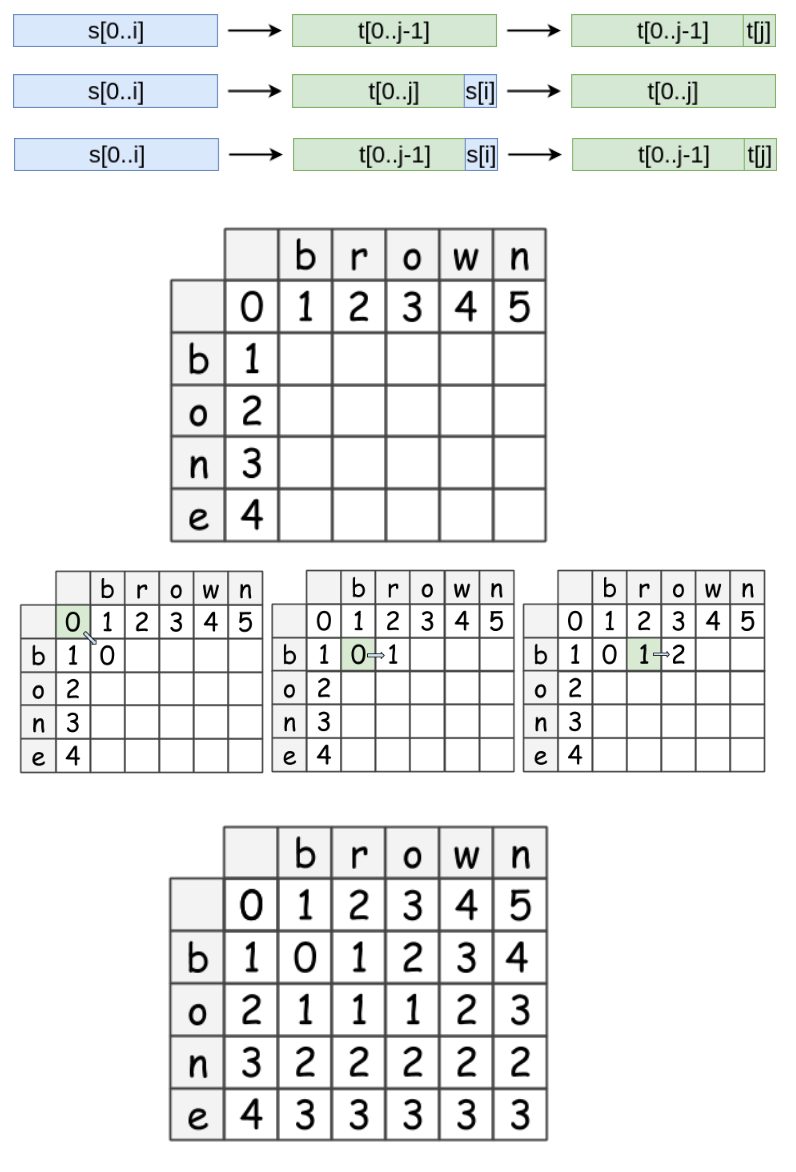 s[0..i] t[0..j-1] t[0..j-1] t[j]
s[0..i] t[0..j] s[i] t[0..j]
s[0..i] t[0..j-1] s[i] t[0..j-1] t[j]
b r o w n
0 1 2 3 4 5
b 1
o 2
n 3
e 4
b r o w n
0 1 2 3 4 5
b 1 0
o 2
n 3
e 4
b r o w n
0 1 2 3 4 5
b 1 0 1
o 2
n 3
e 4
b r o w n
0 1 2 3 4 5
b 1 0 1 2
o 2
n 3
e 4
b r o w n
0 1 2 3 4 5
b 1 0 1 2 3 4
o 2 1 1 1 2 3
n 3 2 2 2 2 2
e 4 3 3 3 3 3